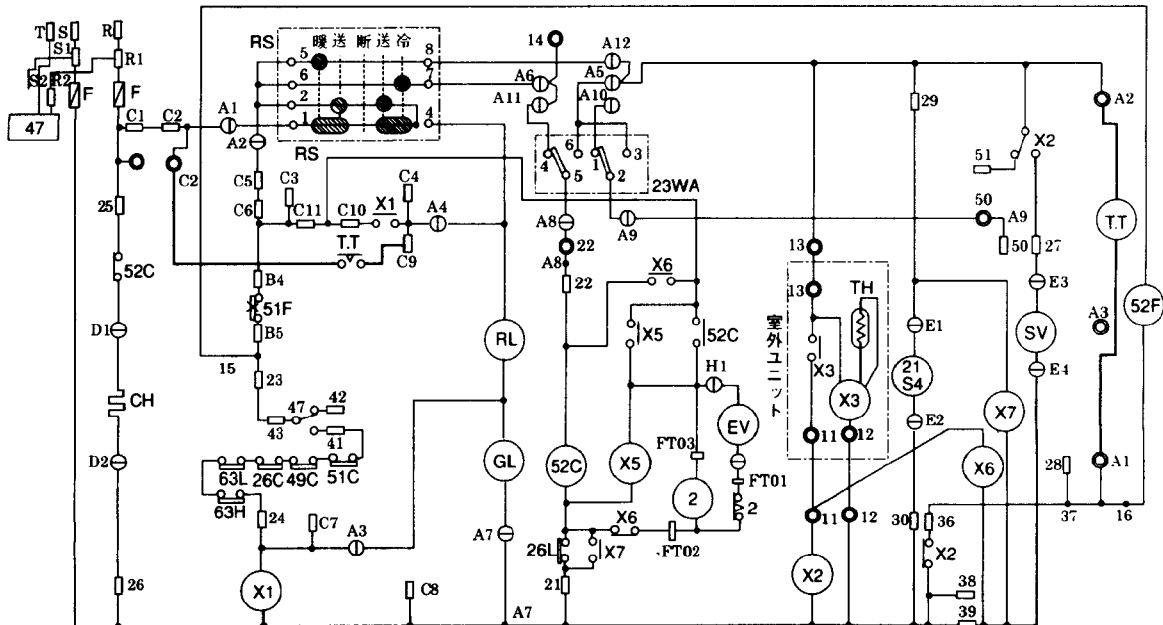 T S R
S1 R1
S2 R2
47
F F
C1 C2
A1
C2
25
52C
D1
CH
D2
26
RS 暖 送 断 送 冷
5 8
6 7
2
1 4
RS
A2
C5
C6
C3
C11 C10 X1
C4
A4
T.T
C9
B4
51F
B5
15
23
47 42
43 41
63L 26C 49C 51C
63H
24
C7
A3
X1
C8
RL
GL
A7
A7
14 A12
A6 A5
A11 A10
4 5 6 1 2 3
23WA
A8 A9
22
A8
22
X6
X5 52C
H1
EV
FT03
FT01
52C X5 2 2
X6
FT02
26L X7
21
13
13
TH
室外ユニット
X3
X3
11 12
11 12
X2
29
E1
21
S4
E2
30 36
X2
38
39
X7
X6
51
X2
50 A9
50 27
E3
SV
E4
28
37 16
A2
T.T
A3
A1
52F